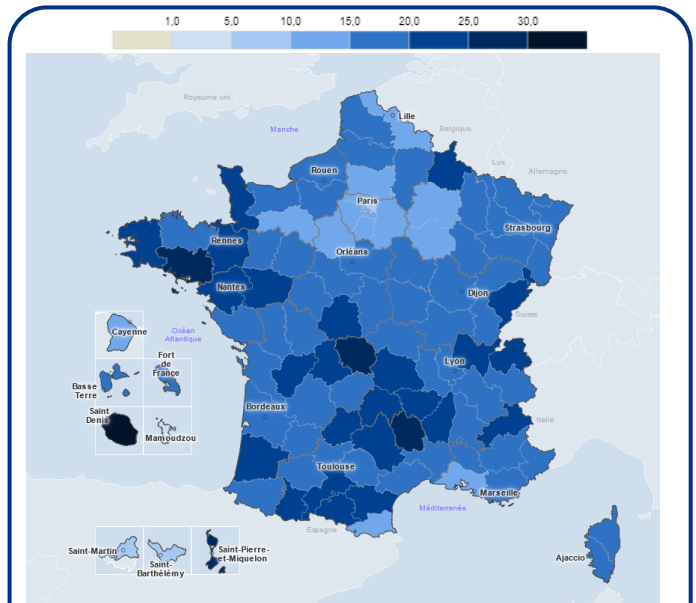 1,0 5,0 10,0 15,0 20,0 25,0 30,0
Royaume uni
Lille
Manche
Belgique
Lux.
Allemagne
Rouen
Paris
Strasbourg
Rennes
Orléans
Nantes
Dijon
Suisse
Cayenne
Océan
Atlantique
Fort
de
France
Lyon
Basse
Terre
Bordeaux
Saint
Denis
Mamoudzou
Italie
Toulouse
Marseille
Méditerranée
Espagne
Saint-Martin
Saint-
Barthélémy
Saint-Pierre-
et-Miquelon
Ajaccio